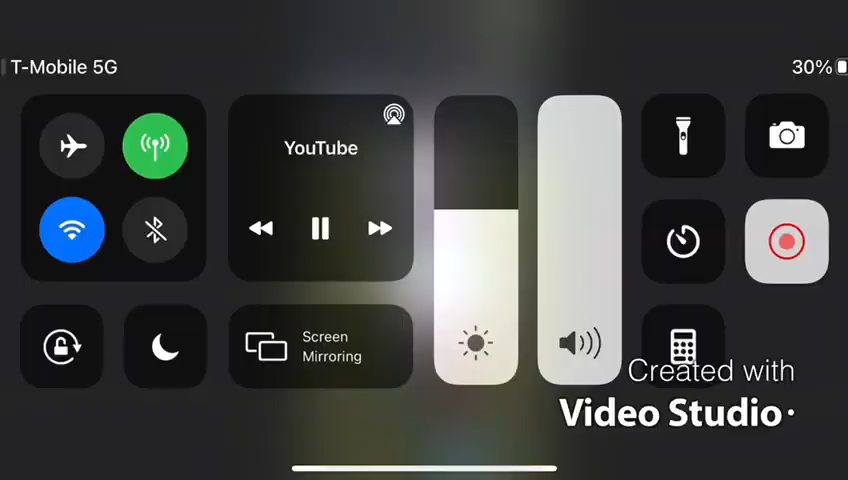 T-Mobile 5G
30%
YouTube
Screen
Mirroring
Created with
Video Studio·